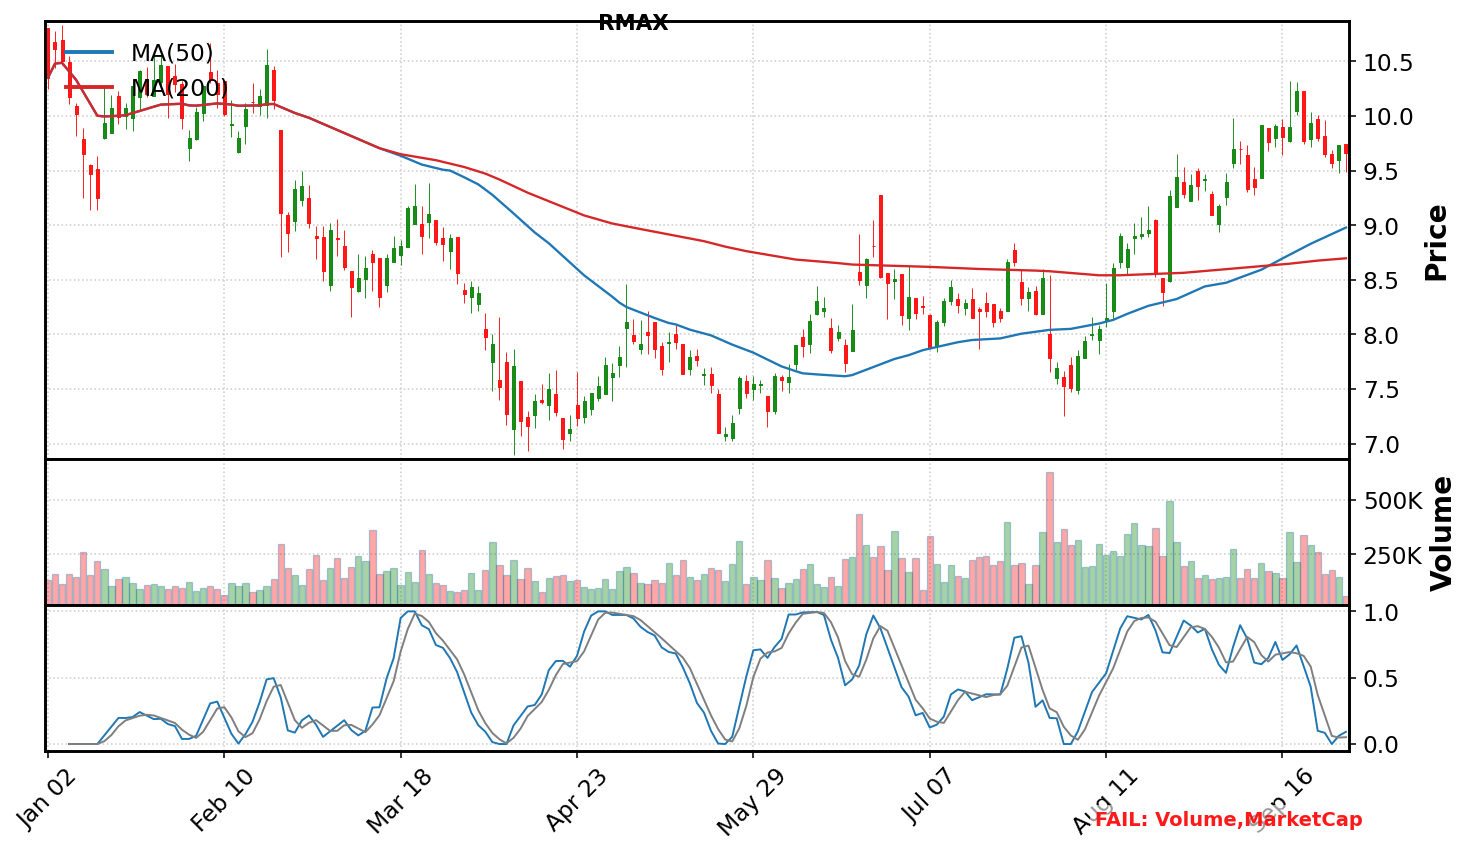 RMAX
MA(50)
MA(200)
10.5
10.0
9.5
9.0
8.5
8.0
7.5
7.0
Price
500K
250K
Volume
1.0
0.5
0.0
Jan 02
Feb 10
Mar 18
Apr 23
May 29
Jul 07
Aug 11
Sep 16
FAIL: Volume,MarketCap